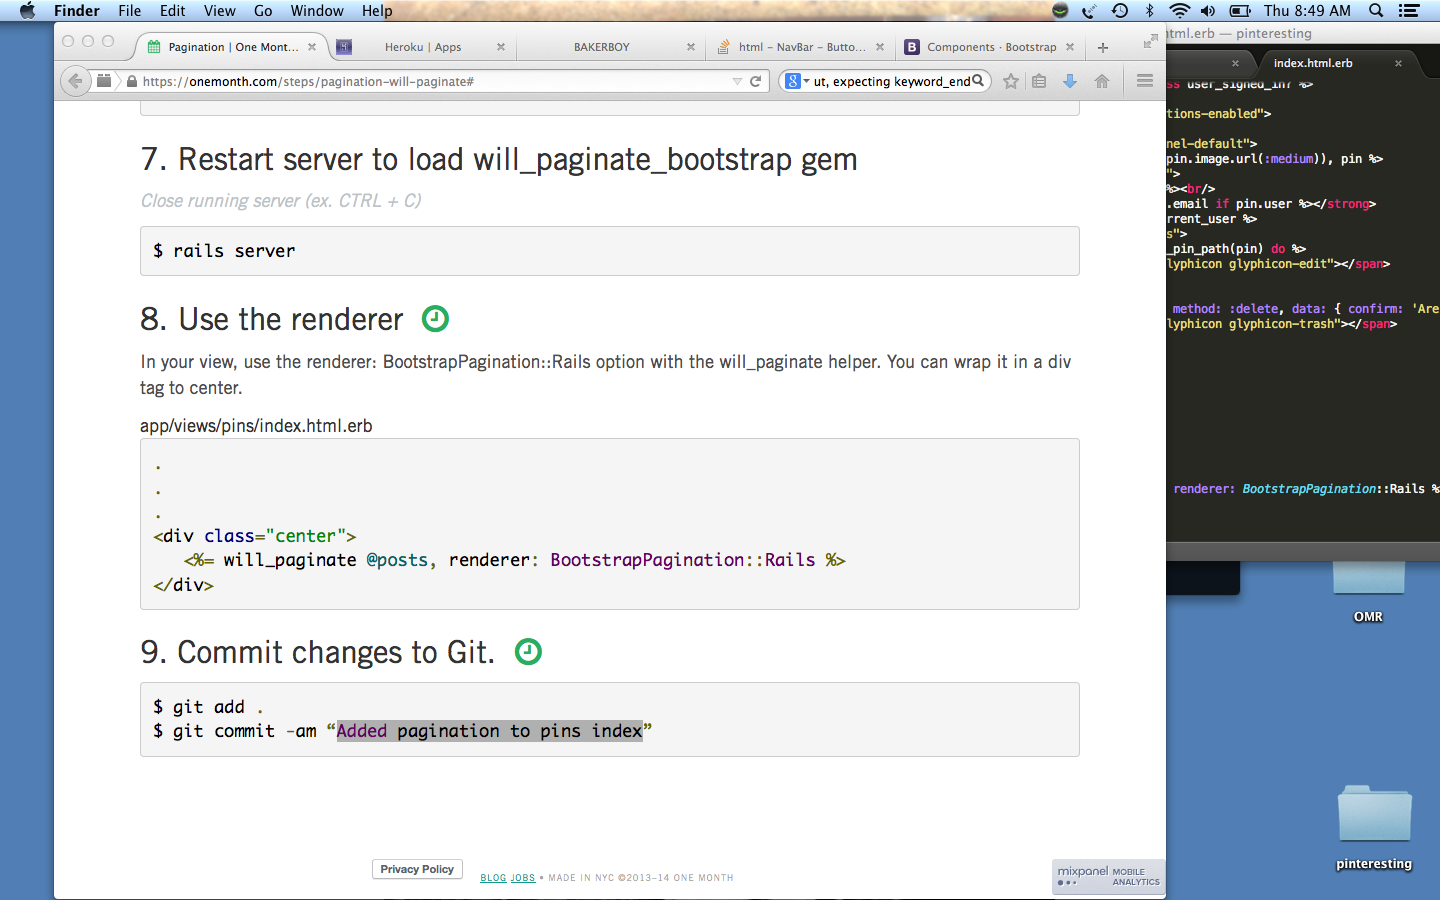 Finder File Edit View Go Window Help Thu 8:49 AM
Pagination | One Mont... Heroku | Apps BAKERBOY html - NavBar - Butto... B Components · Bootstrap
https://onemonth.com/steps/pagination-will-paginate# 8 ut, expecting keyword_end
7. Restart server to load will_paginate_bootstrap gem
Close running server (ex. CTRL + C)
$ rails server
8. Use the renderer
In your view, use the renderer: BootstrapPagination::Rails option with the will_paginate helper. You can wrap it in a div
tag to center.
app/views/pins/index.html.erb
.
.
.
<div class="center">
<%= will_paginate @posts, renderer: BootstrapPagination::Rails %>
</div>
9. Commit changes to Git.
$ git add .
$ git commit -am “Added pagination to pins index”
Privacy Policy
BLOG JOBS • MADE IN NYC ©2013–14 ONE MONTH
mixpanel MOBILE
ANALYTICS
tml.erb — pinteresting
index.html.erb
ss user_signed_in? %>
tions-enabled">
nel-default">
pin.image.url(:medium)), pin %>
">
%><br/>
.email if pin.user %></strong>
rrent_user %>
s">
_pin_path(pin) do %>
lyphicon glyphicon-edit"></span>
method: :delete, data: { confirm: 'Are
lyphicon glyphicon-trash"></span>
renderer: BootstrapPagination::Rails %
OMR
pinteresting